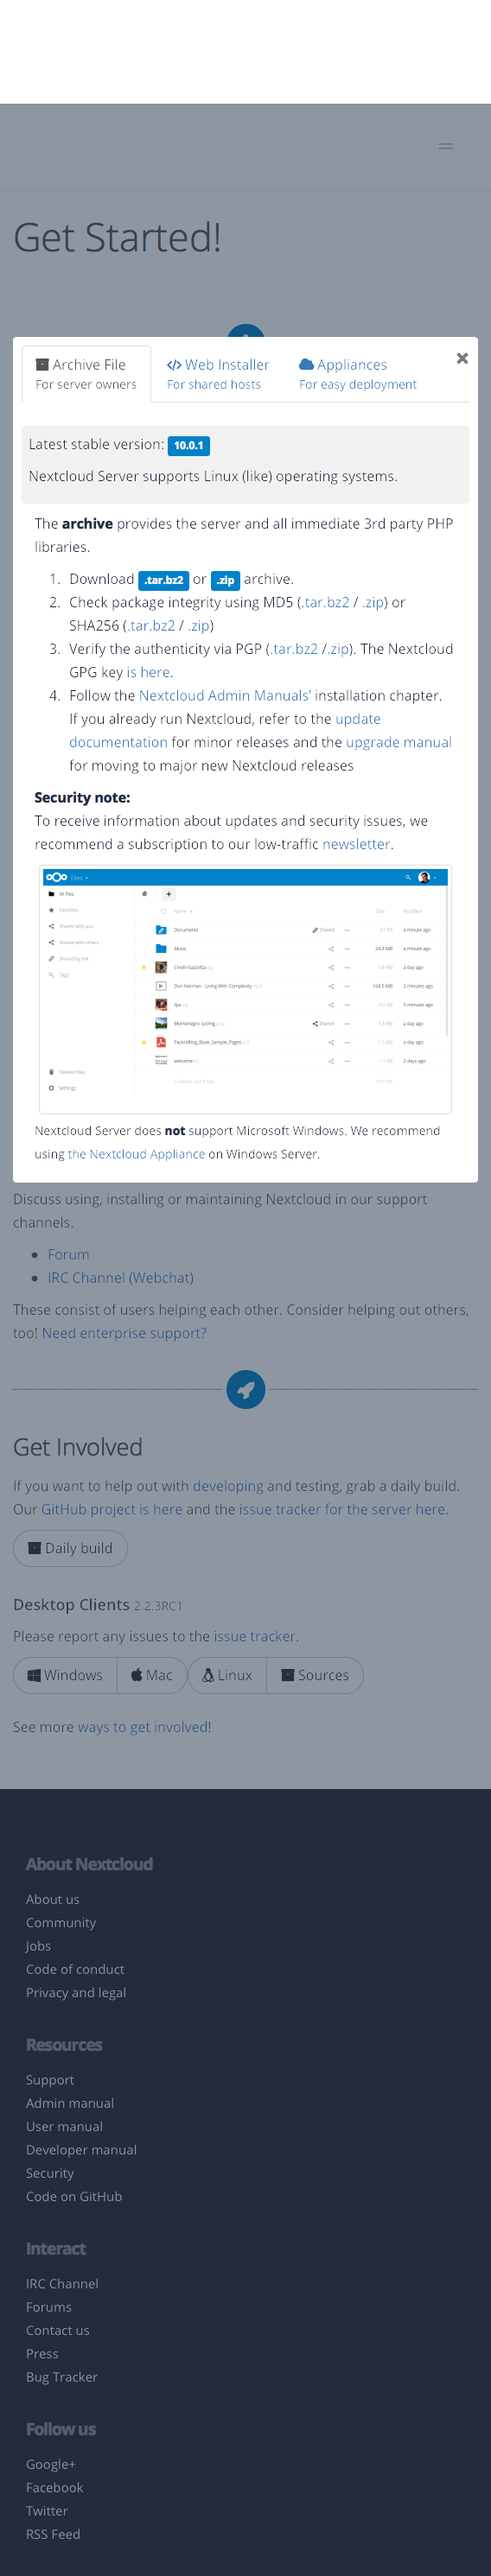 Get Started!
Archive File
For server owners
Web Installer
For shared hosts
Appliances
For easy deployment
Latest stable version: 10.0.1
Nextcloud Server supports Linux (like) operating systems.
The archive provides the server and all immediate 3rd party PHP
libraries.
1. Download .tar.bz2 or .zip archive.
2. Check package integrity using MD5 (.tar.bz2 / .zip) or
SHA256 (.tar.bz2 / .zip)
3. Verify the authenticity via PGP (.tar.bz2 /.zip). The Nextcloud
GPG key is here.
4. Follow the Nextcloud Admin Manuals’ installation chapter.
If you already run Nextcloud, refer to the update
documentation for minor releases and the upgrade manual
for moving to major new Nextcloud releases
Security note:
To receive information about updates and security issues, we
recommend a subscription to our low-traffic newsletter.
Files
All files
Favorites
Shared with you
Shared with others
Shared by link
Tags
Deleted files
Settings
Name Size Modified
Documents Shared a minute ago
Music 24.3 MB a minute ago
Cinelli Gazzetta.jpg a day ago
Don Norman - Living With Complexity 168.5 MB 2 minutes ago
ilya.jpg 5 minutes ago
Montenegro cycling Shared a day ago
Packrafting_Book_Sample_Pages.pdf a day ago
welcome 2 days ago
Nextcloud Server does not support Microsoft Windows. We recommend
using the Nextcloud Appliance on Windows Server.
Discuss using, installing or maintaining Nextcloud in our support
channels.
Forum
IRC Channel (Webchat)
These consist of users helping each other. Consider helping out others,
too! Need enterprise support?
Get Involved
If you want to help out with developing and testing, grab a daily build.
Our GitHub project is here and the issue tracker for the server here.
Daily build
Desktop Clients 2.2.3RC1
Please report any issues to the issue tracker.
Windows Mac Linux Sources
See more ways to get involved!
About Nextcloud
About us
Community
Jobs
Code of conduct
Privacy and legal
Resources
Support
Admin manual
User manual
Developer manual
Security
Code on GitHub
Interact
IRC Channel
Forums
Contact us
Press
Bug Tracker
Follow us
Google+
Facebook
Twitter
RSS Feed